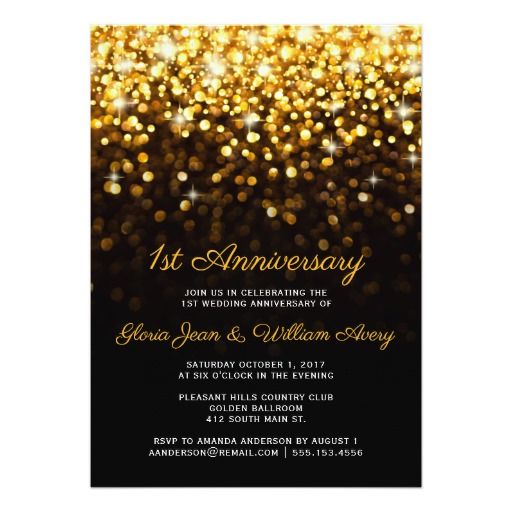 1st Anniversary
JOIN US IN CELEBRATING THE
1ST WEDDING ANNIVERSARY OF
Gloria Jean & William Avery
SATURDAY OCTOBER 1, 2017
AT SIX O'CLOCK IN THE EVENING
PLEASANT HILLS COUNTRY CLUB
GOLDEN BALLROOM
412 SOUTH MAIN ST.
RSVP TO AMANDA ANDERSON BY AUGUST 1
AANDERSON@REMAIL.COM | 555.153.4556